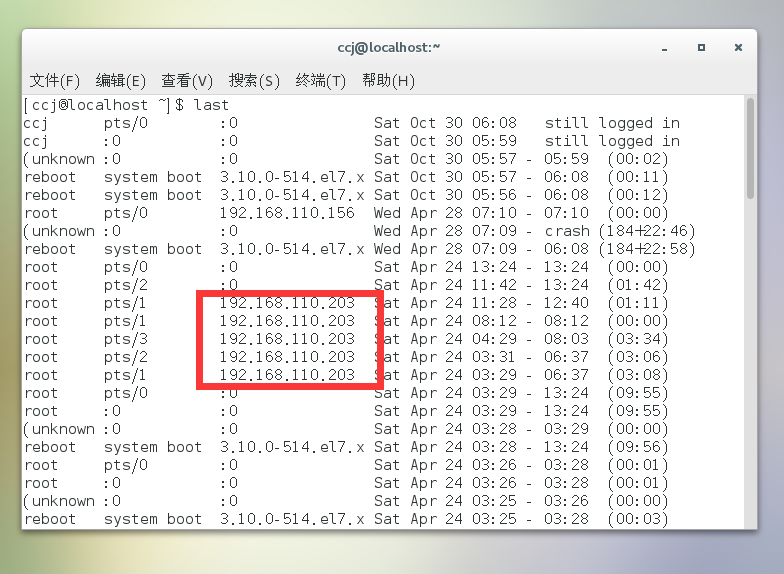 ccj@localhost:~
文件(F) 编辑(E) 查看(V) 搜索(S) 终端(T) 帮助(H)
[ccj@localhost ~]$ last
ccj      pts/0        :0               Sat Oct 30 06:08   still logged in
ccj      :0           :0               Sat Oct 30 05:59   still logged in
(unknown :0           :0               Sat Oct 30 05:57 - 05:59  (00:02)
reboot   system boot  3.10.0-514.el7.x Sat Oct 30 05:57 - 06:08  (00:11)
reboot   system boot  3.10.0-514.el7.x Sat Oct 30 05:56 - 06:08  (00:12)
root     pts/0        192.168.110.156  Wed Apr 28 07:10 - 07:10  (00:00)
(unknown :0           :0               Wed Apr 28 07:09 - crash (184+22:46)
reboot   system boot  3.10.0-514.el7.x Wed Apr 28 07:09 - 06:08 (184+22:58)
root     pts/0        :0               Sat Apr 24 13:24 - 13:24  (00:00)
root     pts/2        :0               Sat Apr 24 11:42 - 13:24  (01:42)
root     pts/1        192.168.110.203  Sat Apr 24 11:28 - 12:40  (01:11)
root     pts/1        192.168.110.203  Sat Apr 24 08:12 - 08:12  (00:00)
root     pts/3        192.168.110.203  Sat Apr 24 04:29 - 08:03  (03:34)
root     pts/2        192.168.110.203  Sat Apr 24 03:31 - 06:37  (03:06)
root     pts/1        192.168.110.203  Sat Apr 24 03:29 - 06:37  (03:08)
root     pts/0        :0               Sat Apr 24 03:29 - 13:24  (09:55)
root     :0           :0               Sat Apr 24 03:29 - 13:24  (09:55)
(unknown :0           :0               Sat Apr 24 03:28 - 03:29  (00:00)
reboot   system boot  3.10.0-514.el7.x Sat Apr 24 03:28 - 13:24  (09:56)
root     pts/0        :0               Sat Apr 24 03:26 - 03:28  (00:01)
root     :0           :0               Sat Apr 24 03:26 - 03:28  (00:01)
(unknown :0           :0               Sat Apr 24 03:25 - 03:26  (00:00)
reboot   system boot  3.10.0-514.el7.x Sat Apr 24 03:25 - 03:28  (00:03)